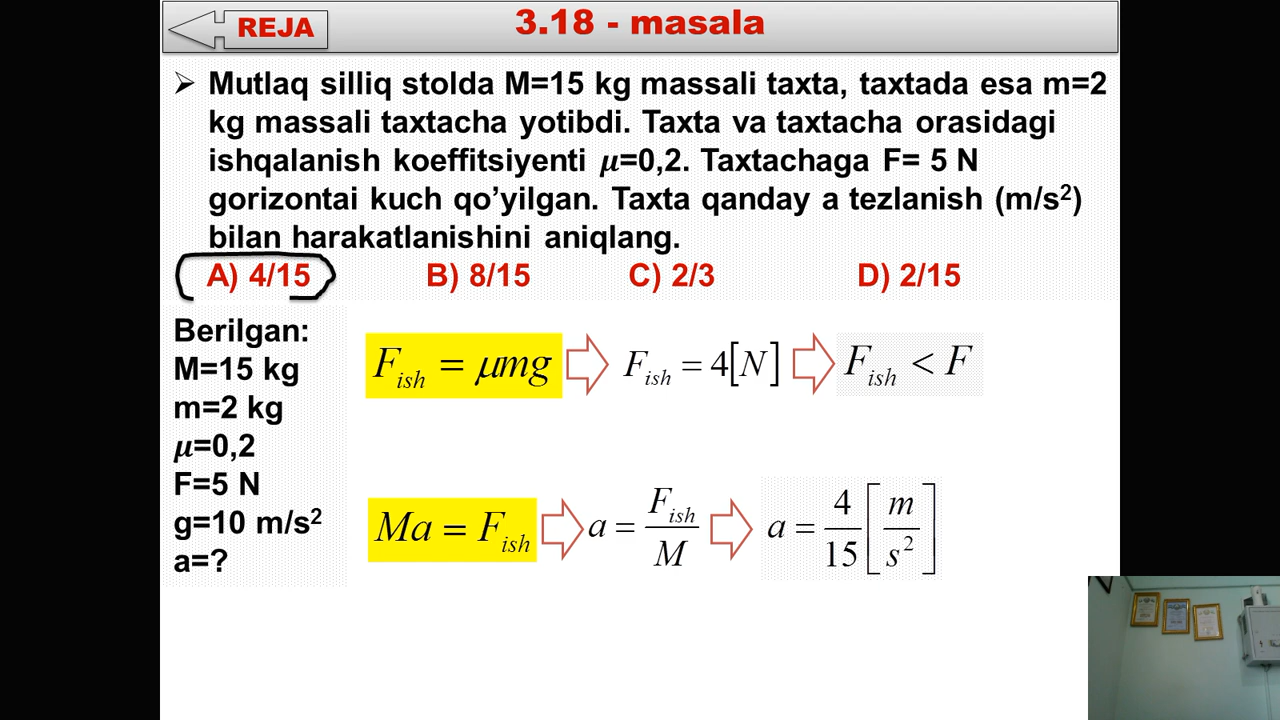 REJA
3.18 - masala
➢ Mutlaq silliq stolda M=15 kg massali taxta, taxtada esa m=2
kg massali taxtacha yotibdi. Taxta va taxtacha orasidagi
ishqalanish koeffitsiyenti 𝝁=0,2. Taxtachaga F= 5 N
gorizontai kuch qo’yilgan. Taxta qanday a tezlanish (m/s²)
bilan harakatlanishini aniqlang.
A) 4/15 B) 8/15 C) 2/3 D) 2/15
Berilgan:
M=15 kg
m=2 kg
𝝁=0,2
F=5 N
g=10 m/s²
a=?
F_ish = μmg ⇨ F_ish = 4[N] ⇨ F_ish < F
Ma = F_ish ⇨ a = F_ish/M ⇨ a = 4/15 [m/s²]